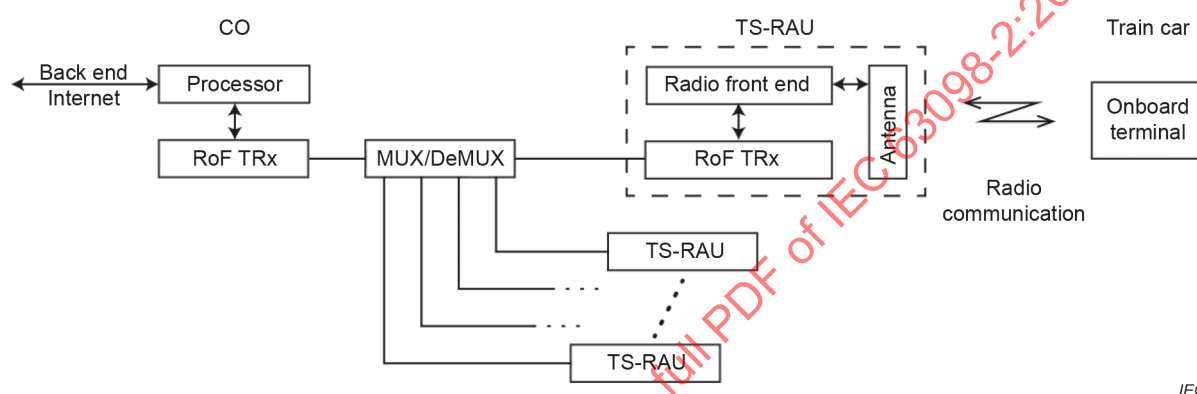 CO
TS-RAU
Train car
Back end
Internet
Processor
Radio front end
Antenna
Onboard
terminal
RoF TRx
MUX/DeMUX
RoF TRx
Radio
communication
TS-RAU
TS-RAU
full PDF of IEC 63098-2:20
IEC